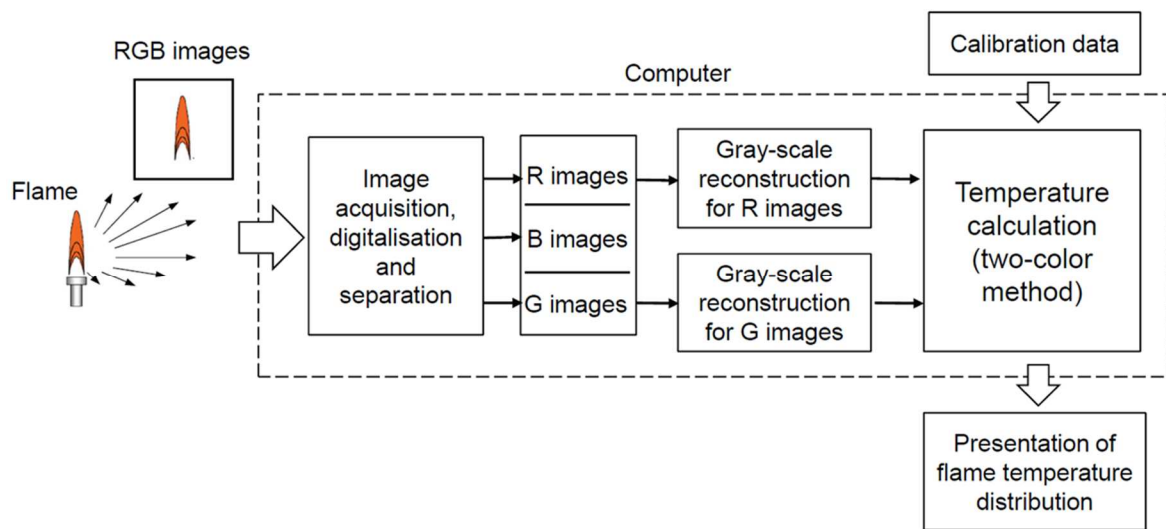 RGB images
Flame
Computer
Calibration data
Image
acquisition,
digitalisation
and
separation
R images
B images
G images
Gray-scale
reconstruction
for R images
Gray-scale
reconstruction
for G images
Temperature
calculation
(two-color
method)
Presentation of
flame temperature
distribution